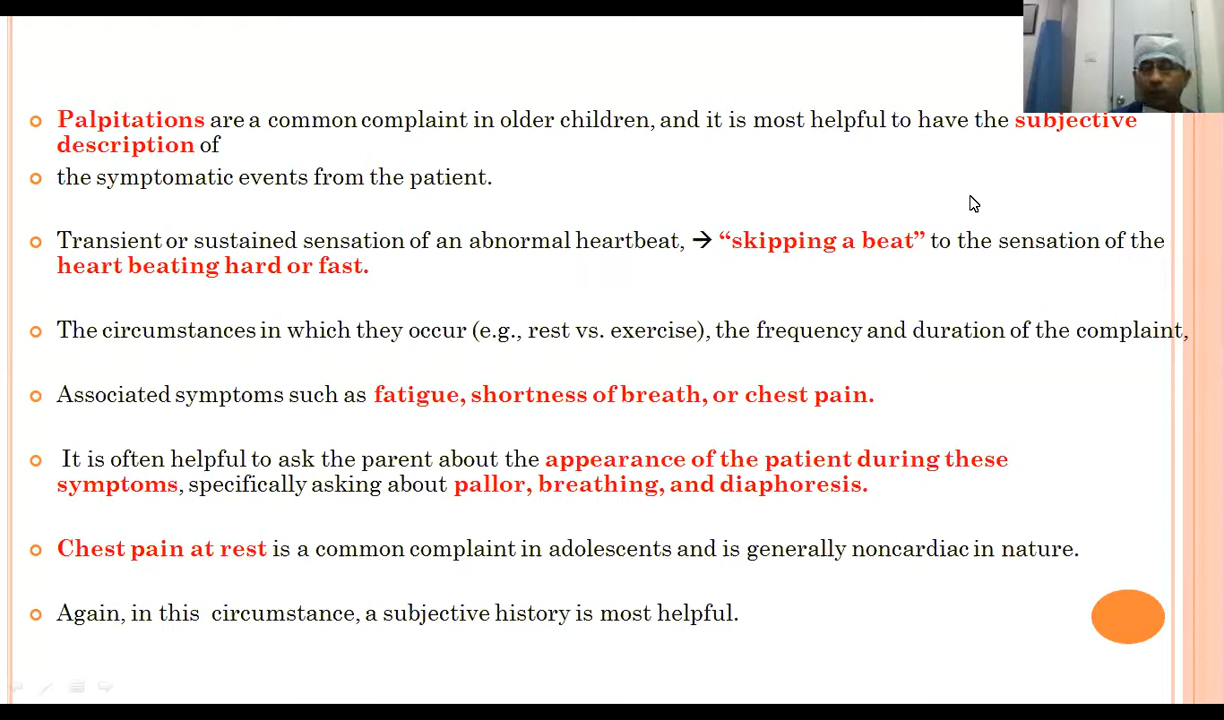 Palpitations are a common complaint in older children, and it is most helpful to have the subjective
description of
the symptomatic events from the patient.
Transient or sustained sensation of an abnormal heartbeat, → “skipping a beat” to the sensation of the
heart beating hard or fast.
The circumstances in which they occur (e.g., rest vs. exercise), the frequency and duration of the complaint,
Associated symptoms such as fatigue, shortness of breath, or chest pain.
It is often helpful to ask the parent about the appearance of the patient during these
symptoms, specifically asking about pallor, breathing, and diaphoresis.
Chest pain at rest is a common complaint in adolescents and is generally noncardiac in nature.
Again, in this circumstance, a subjective history is most helpful.